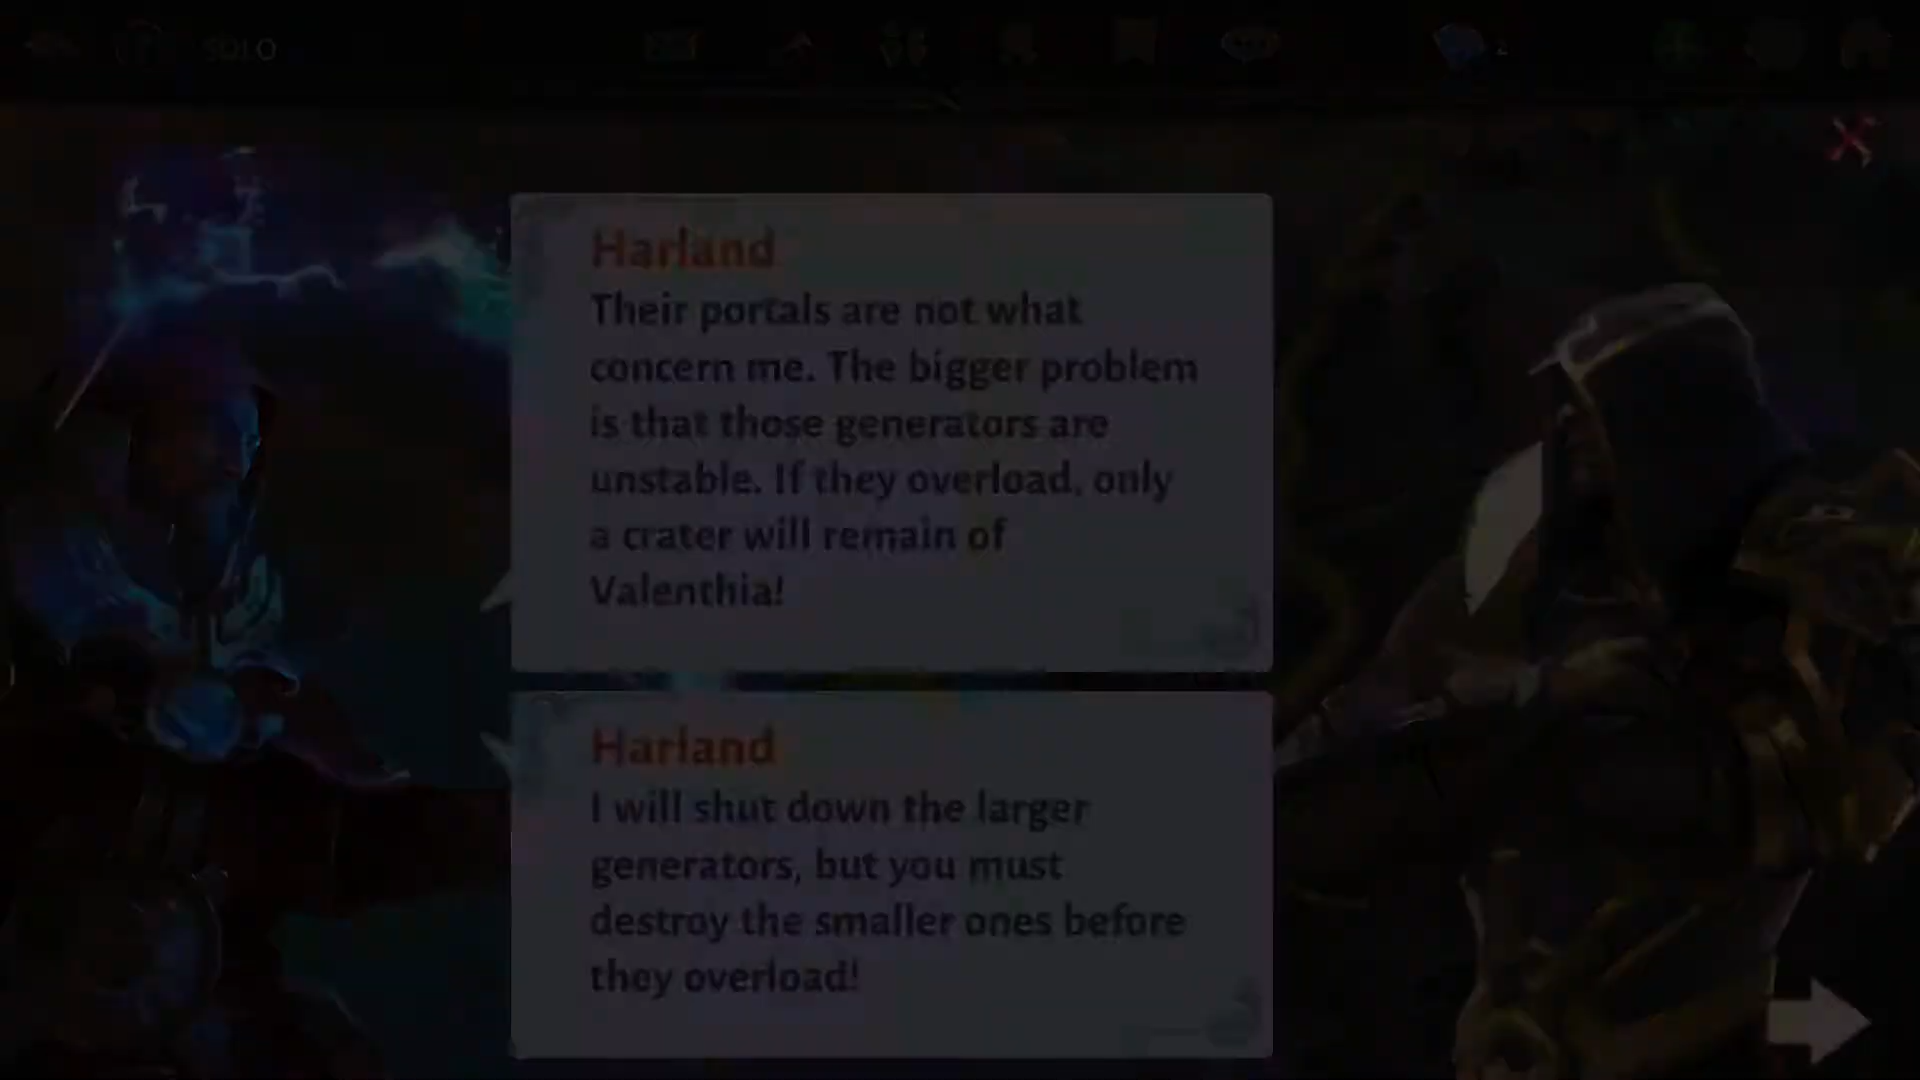 SOLO
Harland
Their portals are not what
concern me. The bigger problem
is that those generators are
unstable. If they overload, only
a crater will remain of
Valenthia!
Harland
I will shut down the larger
generators, but you must
destroy the smaller ones before
they overload!